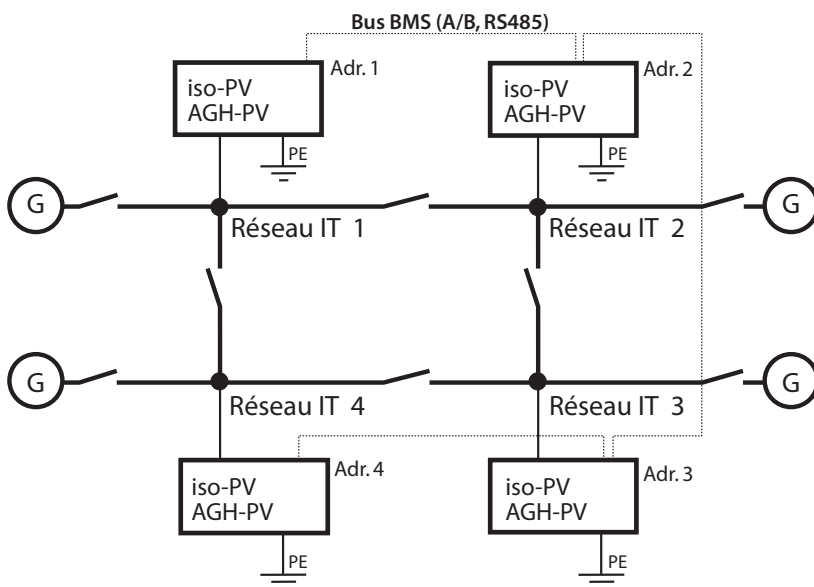 Bus BMS (A/B, RS485)
Adr. 1
Adr. 2
iso-PV
AGH-PV
iso-PV
AGH-PV
PE
PE
G
G
Réseau IT 1
Réseau IT 2
G
G
Réseau IT 4
Réseau IT 3
Adr. 4
Adr. 3
iso-PV
AGH-PV
iso-PV
AGH-PV
PE
PE